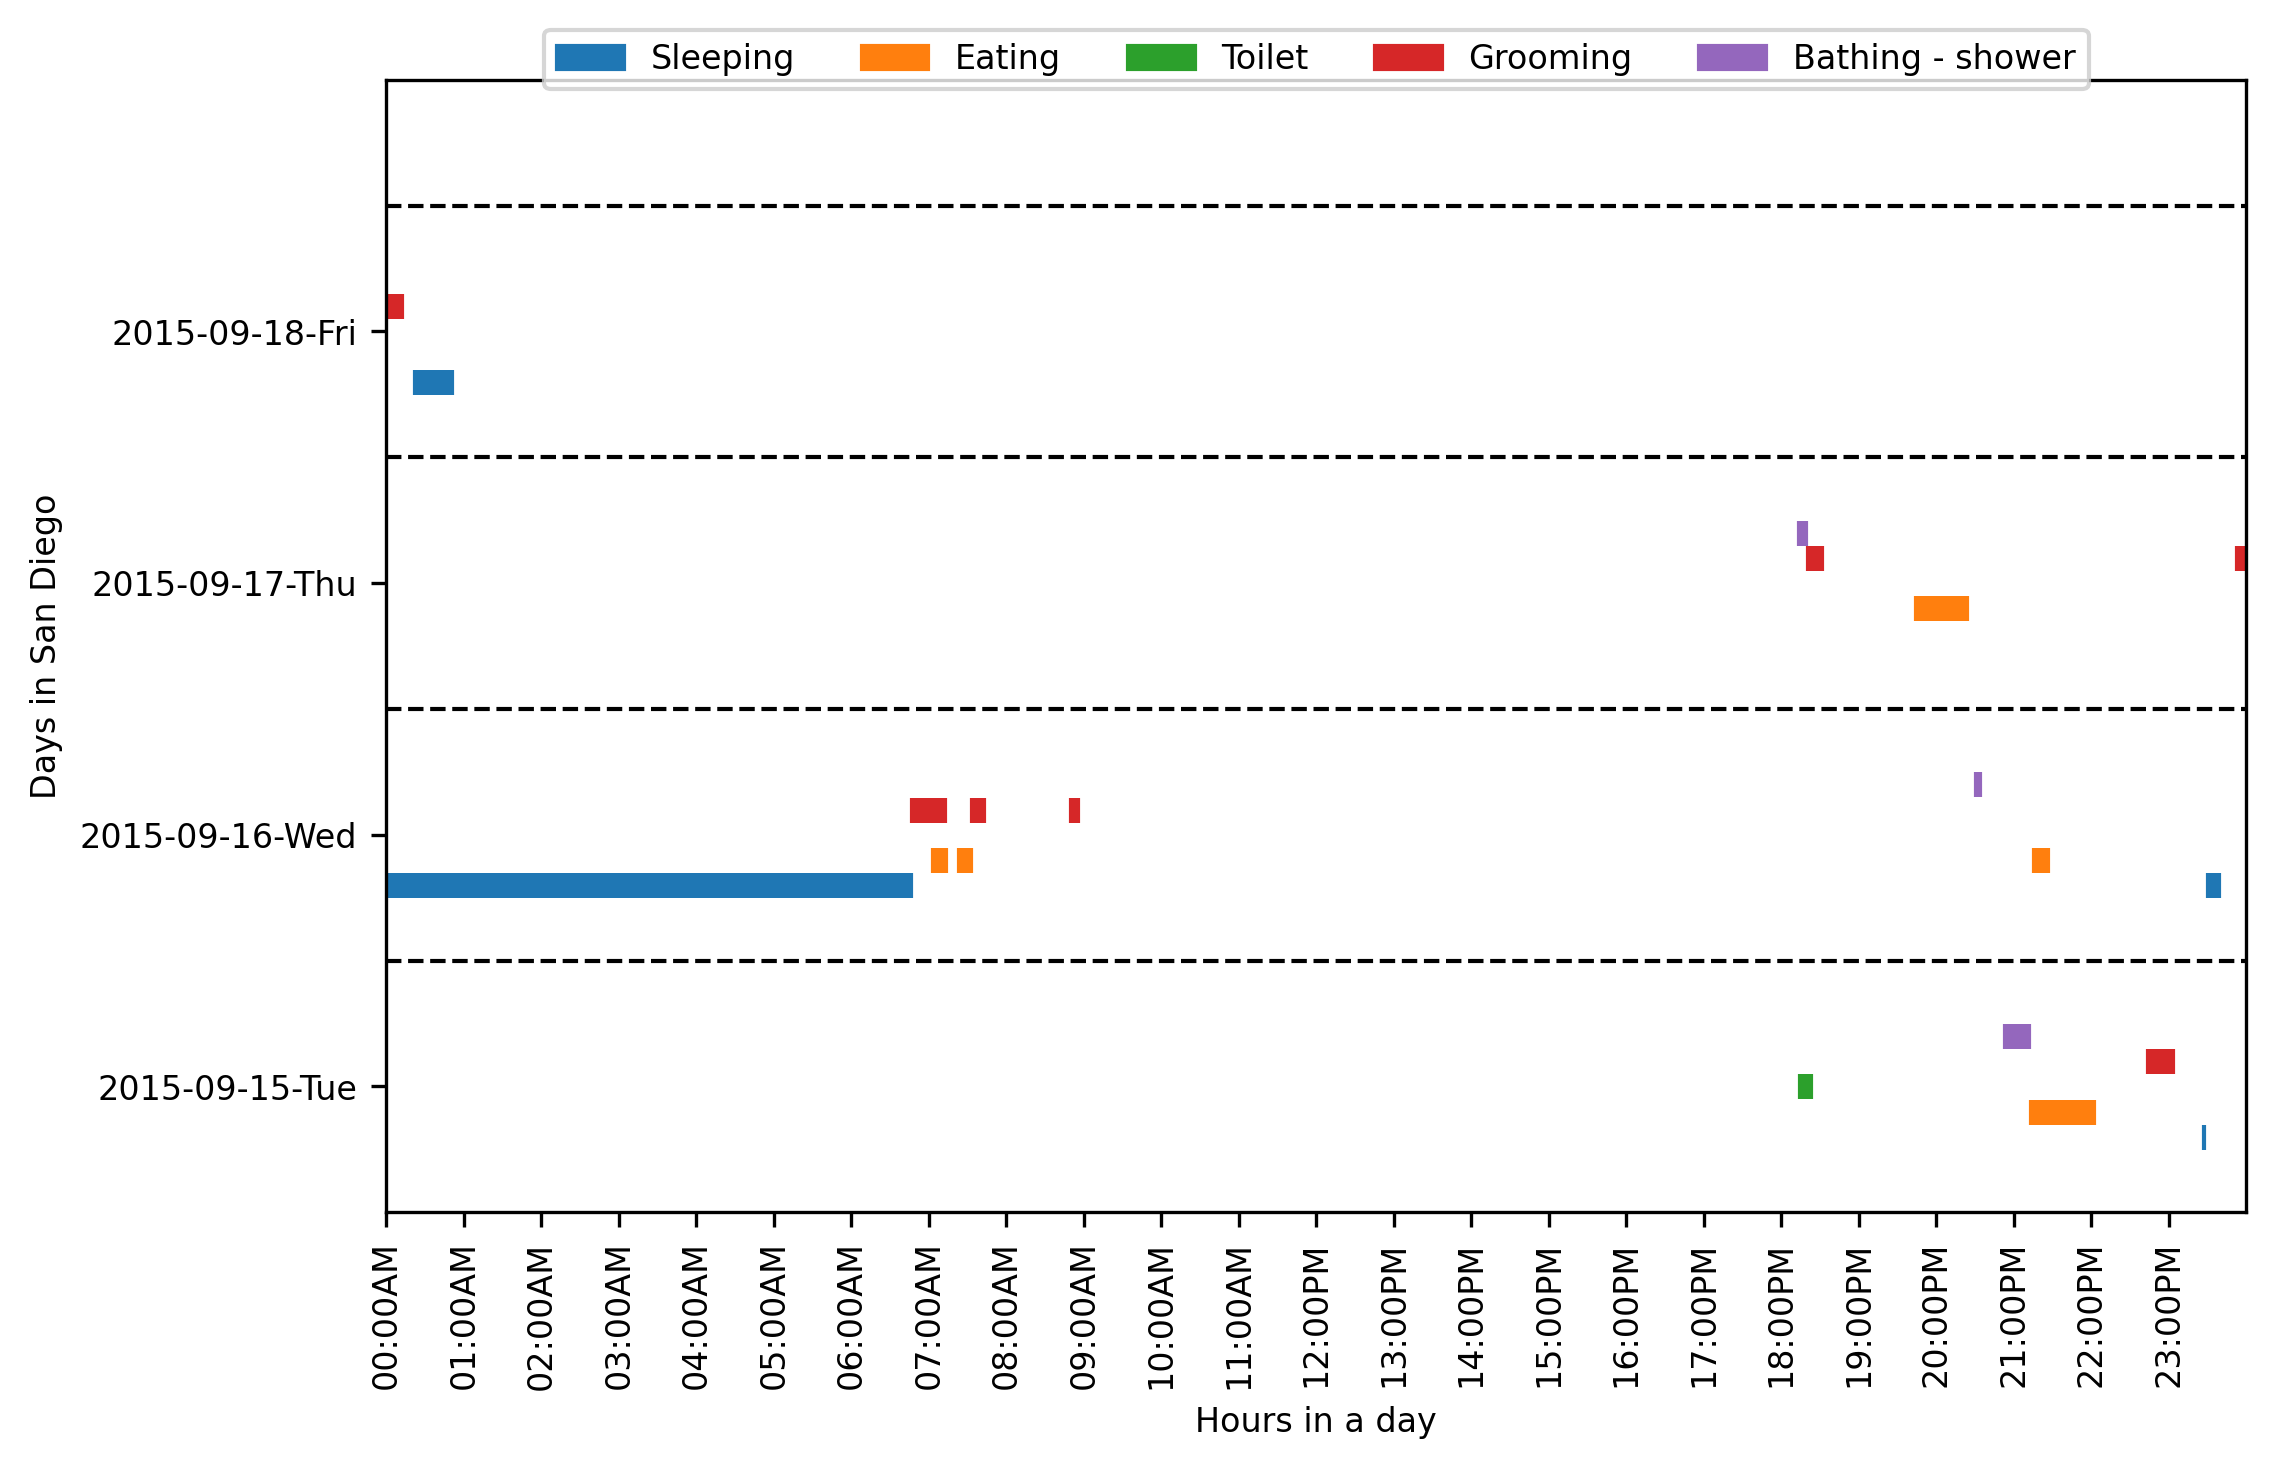 Sleeping Eating Toilet Grooming Bathing - shower
Days in San Diego
2015-09-18-Fri
2015-09-17-Thu
2015-09-16-Wed
2015-09-15-Tue
00:00AM
01:00AM
02:00AM
03:00AM
04:00AM
05:00AM
06:00AM
07:00AM
08:00AM
09:00AM
10:00AM
11:00AM
12:00PM
13:00PM
14:00PM
15:00PM
16:00PM
17:00PM
18:00PM
19:00PM
20:00PM
21:00PM
22:00PM
23:00PM
Hours in a day